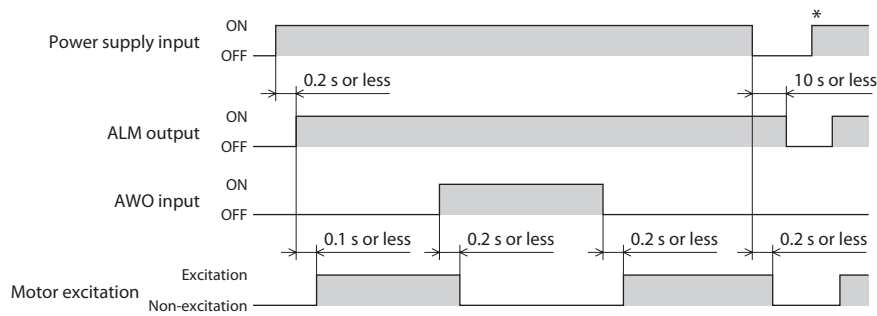 *
ON
Power supply input
OFF
0.2 s or less
10 s or less
ON
ALM output
OFF
ON
AWO input
OFF
0.1 s or less
0.2 s or less
0.2 s or less
0.2 s or less
Excitation
Motor excitation
Non-excitation